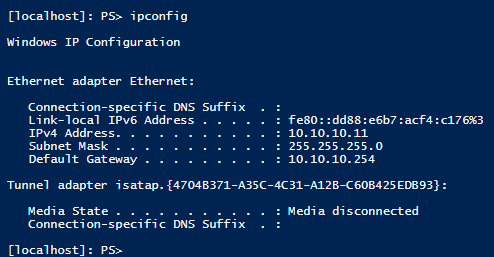 [localhost]: PS> ipconfig
Windows IP Configuration
Ethernet adapter Ethernet:
Connection-specific DNS Suffix  . :
Link-local IPv6 Address . . . . . : fe80::dd88:e6b7:acf4:c176%3
IPv4 Address. . . . . . . . . . . : 10.10.10.11
Subnet Mask . . . . . . . . . . . : 255.255.255.0
Default Gateway . . . . . . . . . : 10.10.10.254
Tunnel adapter isatap.{4704B371-A35C-4C31-A12B-C60B425EDB93}:
Media State . . . . . . . . . . . : Media disconnected
Connection-specific DNS Suffix  . :
[localhost]: PS>